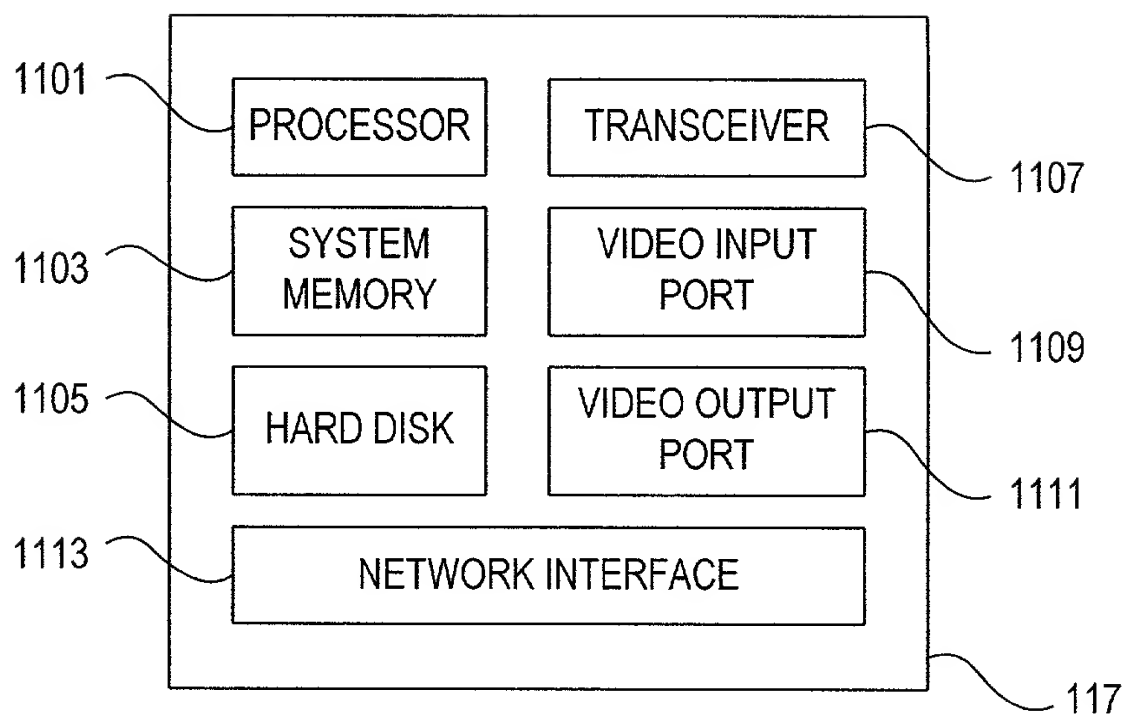 1101
PROCESSOR
TRANSCEIVER
1107
1103
SYSTEM
MEMORY
VIDEO INPUT
PORT
1109
1105
HARD DISK
VIDEO OUTPUT
PORT
1111
1113
NETWORK INTERFACE
117